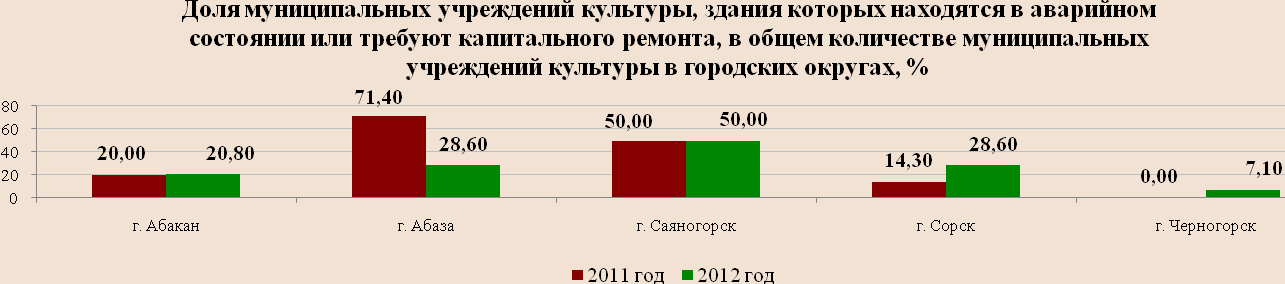 Доля муниципальных учреждений культуры, здания которых находятся в аварийном
состоянии или требуют капитального ремонта, в общем количестве муниципальных
учреждений культуры в городских округах, %
80
60
40
20
0
20,00
20,80
71,40
28,60
50,00
50,00
14,30
28,60
0,00
7,10
г. Абакан
г. Абаза
г. Саяногорск
г. Сорск
г. Черногорск
2011 год
2012 год